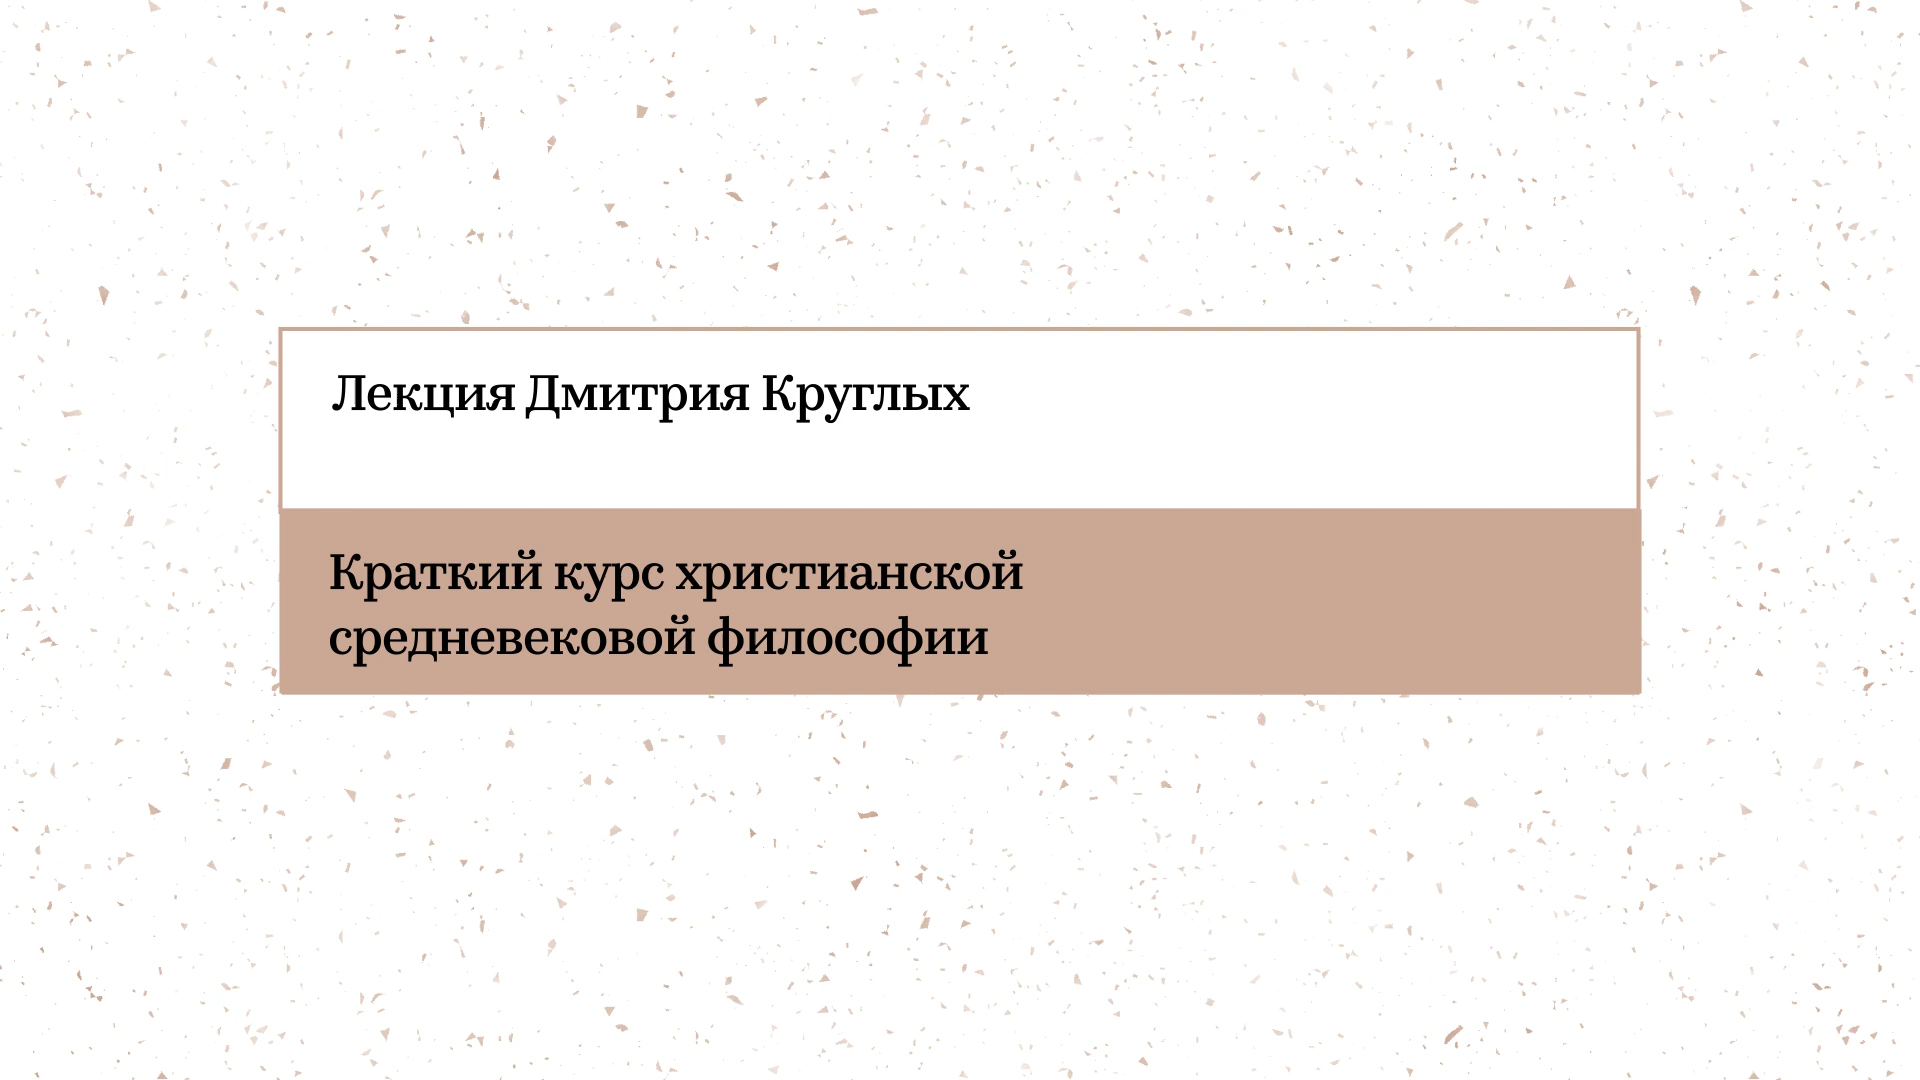 Лекция Дмитрия Круглых
Краткий курс христианской
средневековой философии